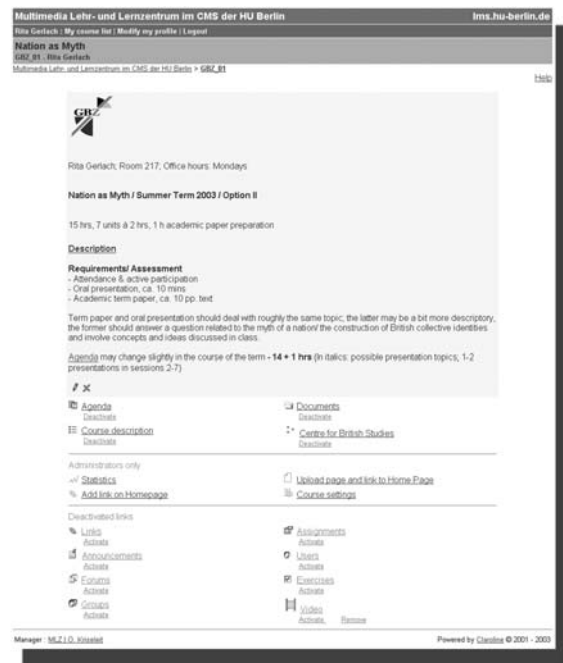 Multimedia Lehr- und Lernzentrum im CMS der HU Berlin lms.hu-berlin.de
Rita Gerlach | My course list | Modify my profile | Logout
Nation as Myth
GBZ_01 - Rita Gerlach
Multimedia Lehr- und Lernzentrum im CMS der HU Berlin > GBZ_01
Help
GBZ
Rita Gerlach; Room 217; Office hours: Mondays
Nation as Myth / Summer Term 2003 / Option II
15 hrs, 7 units á 2 hrs, 1 h academic paper preparation
Description
Requirements/ Assessment
- Attendance & active participation
- Oral presentation, ca. 10 mins
- Academic term paper, ca. 10 pp. text
Term paper and oral presentation should deal with roughly the same topic; the latter may be a bit more descriptory,
the former should answer a question related to the myth of a nation/ the construction of British collective identities
and involve concepts and ideas discussed in class.
Agenda may change slightly in the course of the term - 14 + 1 hrs (in italics: possible presentation topics; 1-2
presentations in sessions 2-7)
Agenda Documents
Deactivate Deactivate
Course description Centre for British Studies
Deactivate Deactivate
Administrators only
Statistics Upload page and link to Home Page
Add link on Homepage Course settings
Deactivated links
Links Assignments
Activate Activate
Announcements Users
Activate Activate
Forums Exercises
Activate Activate
Groups Video
Activate Activate Remove
Manager : MLZ | O. Powered by Claroline © 2001 - 2003